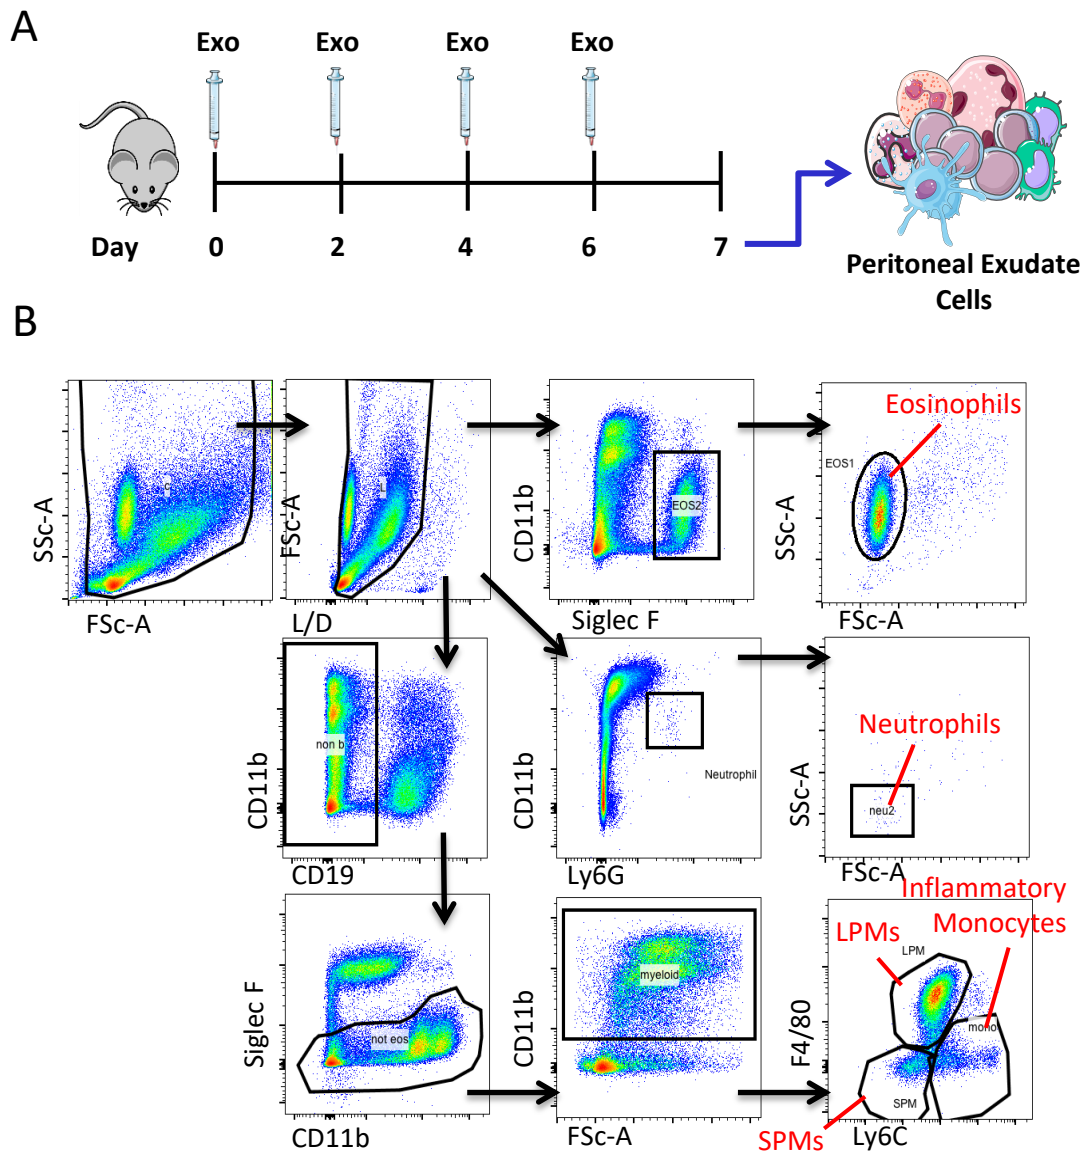 A
Exo Exo Exo Exo
Day 0 2 4 6 7
Peritoneal Exudate
Cells
B
SSc-A
FSc-A
FSc-A
L/D
CD11b
EOS2
Siglec F
SSc-A
EOS1
Eosinophils
FSc-A
CD11b
non b
CD19
CD11b
Neutrophil
Ly6G
SSc-A
Neutrophils
neu2
FSc-A
Siglec F
not eos
CD11b
CD11b
myeloid
FSc-A
Inflammatory
Monocytes
LPMs
LPM
F4/80
mono
SPM
SPMs
Ly6C